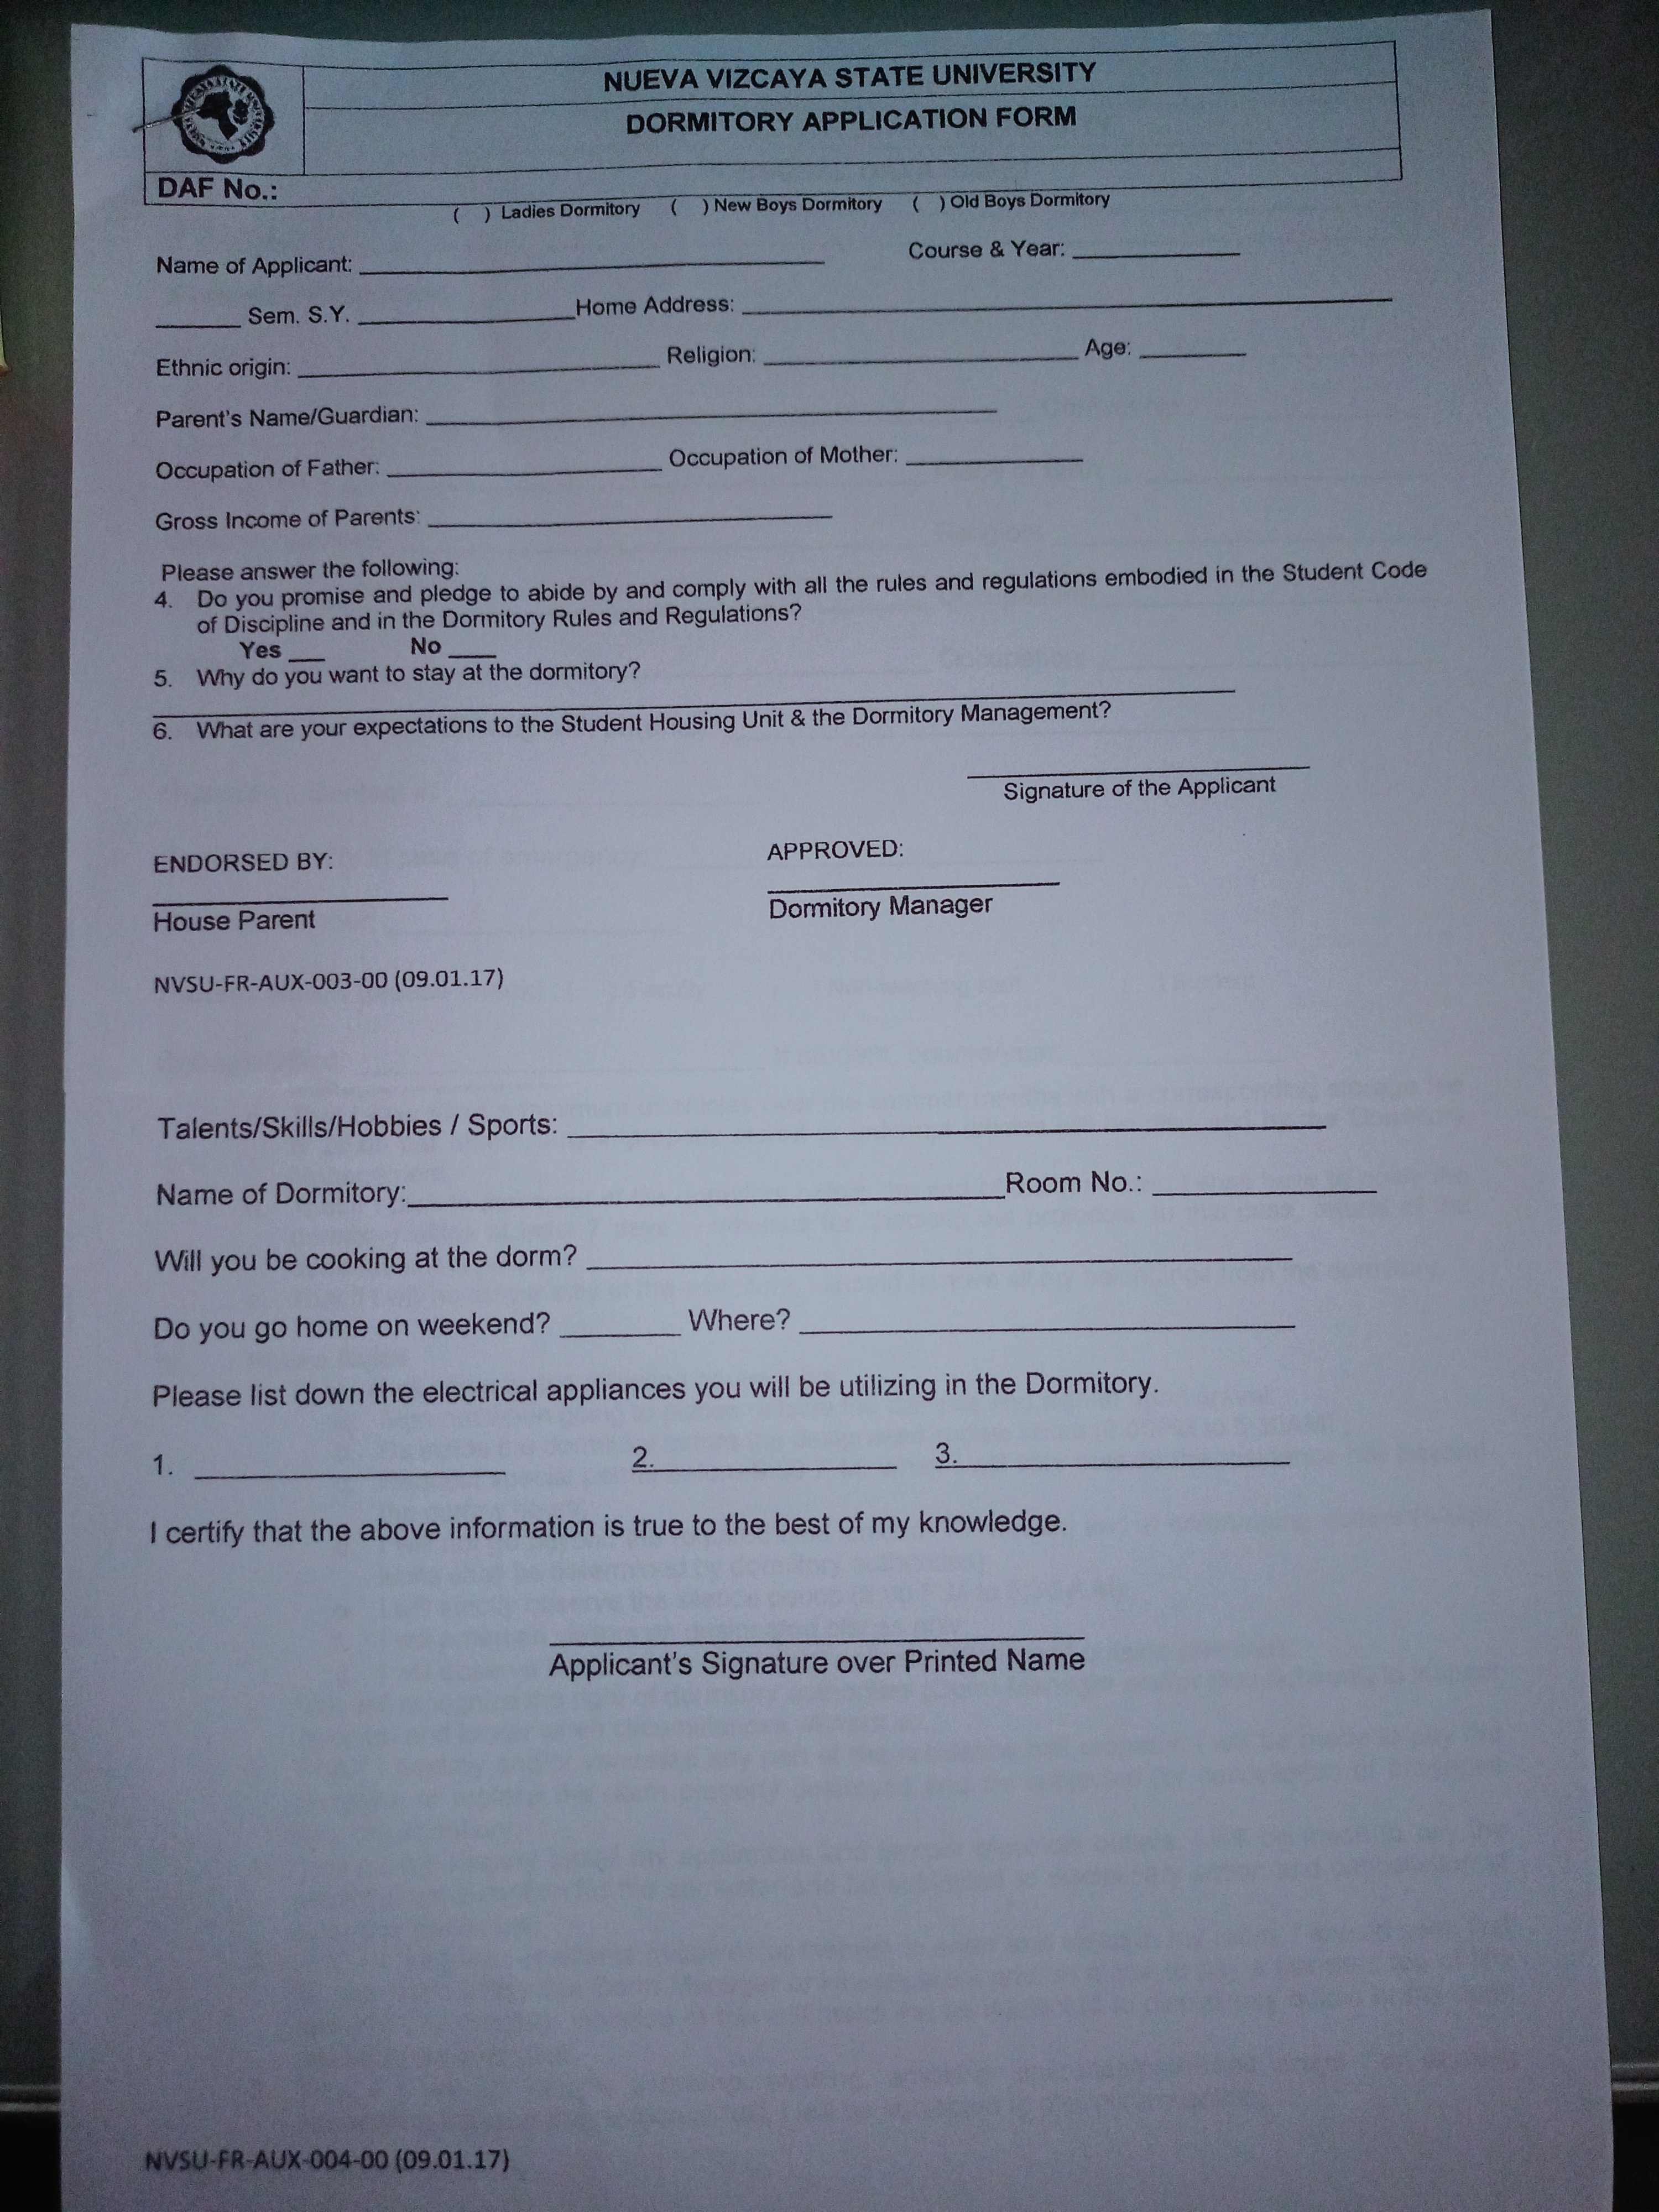 NUEVA VIZCAYA STATE UNIVERSITY
DORMITORY APPLICATION FORM
DAF No.:
( ) Ladies Dormitory ( ) New Boys Dormitory ( ) Old Boys Dormitory
Name of Applicant: ____________ Course & Year: ________
______ Sem. S.Y. ____________ Home Address: ____________
Ethnic origin: ____________ Religion: ____________ Age: ______
Parent's Name/Guardian: ____________
Occupation of Father: ____________ Occupation of Mother: ____________
Gross Income of Parents: ____________
Please answer the following:
4. Do you promise and pledge to abide by and comply with all the rules and regulations embodied in the Student Code
of Discipline and in the Dormitory Rules and Regulations?
Yes ___ No ___
5. Why do you want to stay at the dormitory?
6. What are your expectations to the Student Housing Unit & the Dormitory Management?
Signature of the Applicant
ENDORSED BY: APPROVED:
House Parent Dormitory Manager
NVSU-FR-AUX-003-00 (09.01.17)
Talents/Skills/Hobbies / Sports: ____________
Name of Dormitory: ____________ Room No.: ____________
Will you be cooking at the dorm? ____________
Do you go home on weekend? ________ Where? ____________
Please list down the electrical appliances you will be utilizing in the Dormitory.
1. ____________ 2. ____________ 3. ____________
I certify that the above information is true to the best of my knowledge.
Applicant's Signature over Printed Name
NVSU-FR-AUX-004-00 (09.01.17)